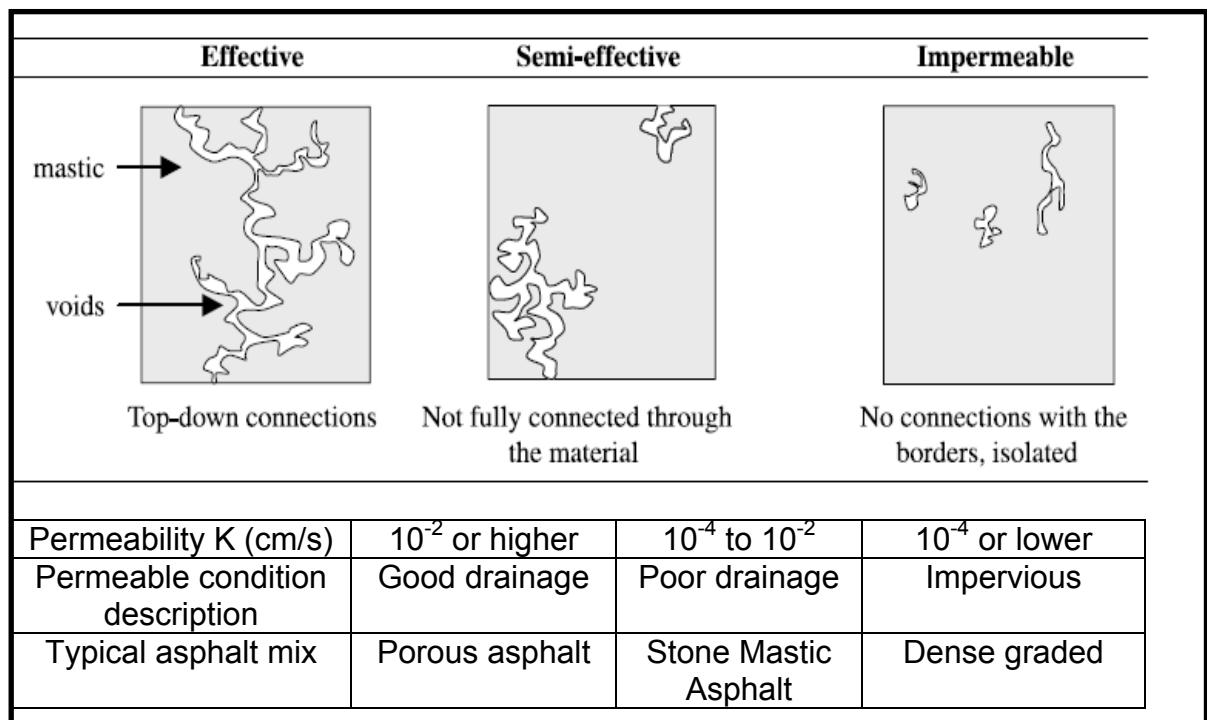 Effective Semi-effective Impermeable
mastic
voids
Top-down connections Not fully connected through No connections with the
the material borders, isolated
Permeability K (cm/s) 10⁻² or higher 10⁻⁴ to 10⁻² 10⁻⁴ or lower
Permeable condition Good drainage Poor drainage Impervious
description
Typical asphalt mix Porous asphalt Stone Mastic Dense graded
Asphalt